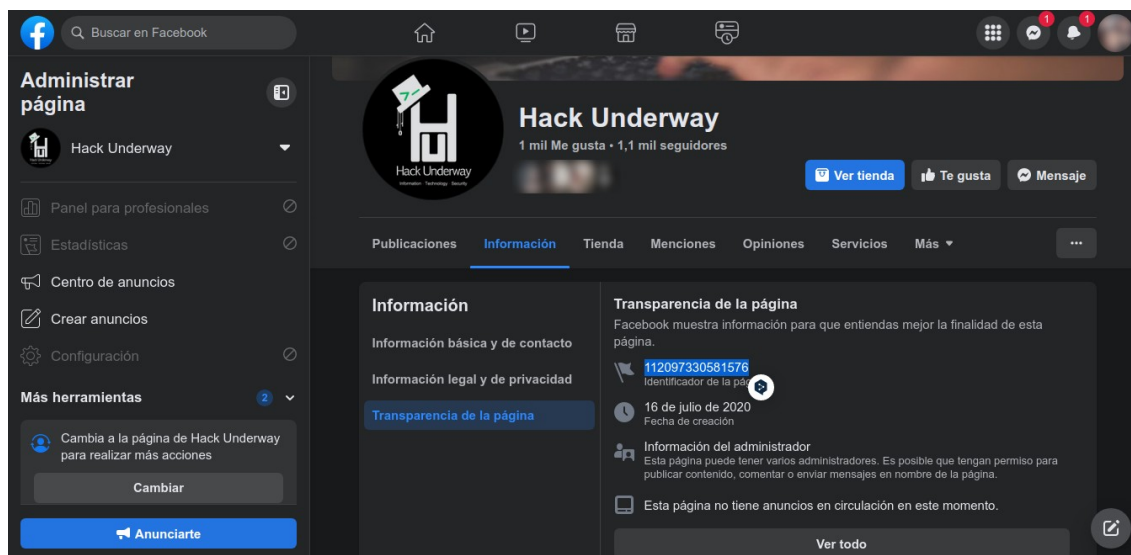 Buscar en Facebook
1
1
Administrar
página
Hack Underway
Panel para profesionales
Estadísticas
Centro de anuncios
Crear anuncios
Configuración
Más herramientas
2
Cambia a la página de Hack Underway
para realizar más acciones
Cambiar
Anunciarte
Hack Underway
Information Technology Security
Hack Underway
1 mil Me gusta • 1,1 mil seguidores
Ver tienda
Te gusta
Mensaje
Publicaciones
Información
Tienda
Menciones
Opiniones
Servicios
Más
Información
Información básica y de contacto
Información legal y de privacidad
Transparencia de la página
Transparencia de la página
Facebook muestra información para que entiendas mejor la finalidad de esta
página.
112097330581576
Identificador de la
16 de julio de 2020
Fecha de creación
Información del administrador
Esta página puede tener varios administradores. Es posible que tengan permiso para
publicar contenido, comentar o enviar mensajes en nombre de la página.
Esta página no tiene anuncios en circulación en este momento.
Ver todo